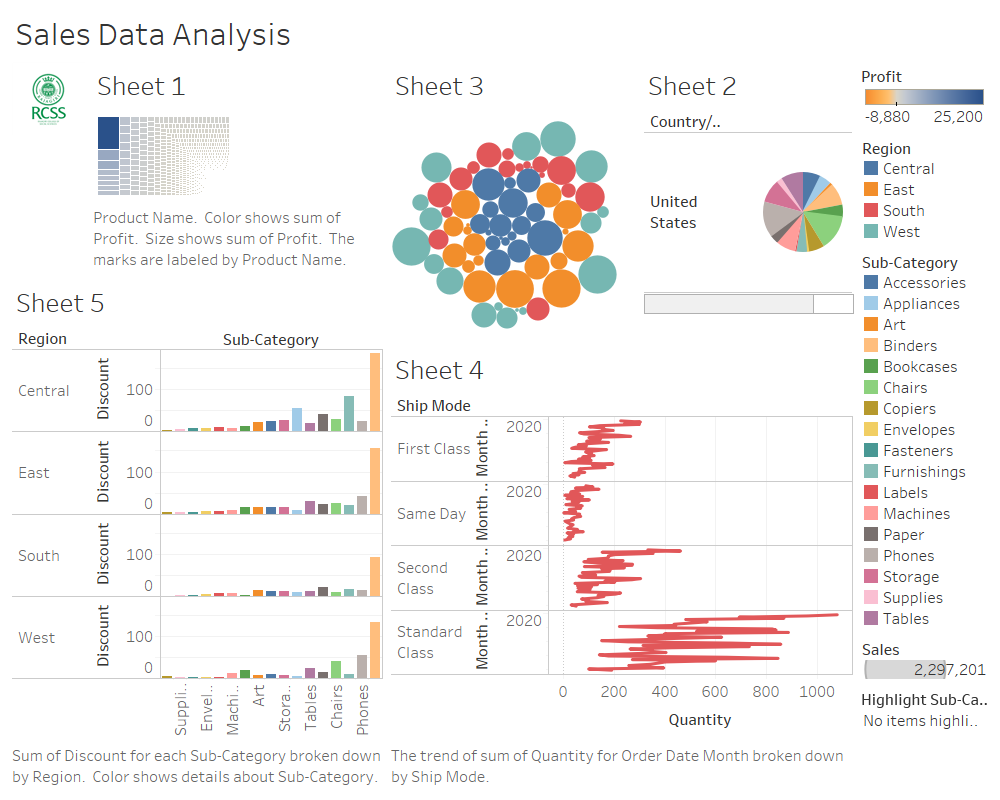 Sales Data Analysis
RCSS
Sheet 1
Product Name.  Color shows sum of
Profit.  Size shows sum of Profit.  The
marks are labeled by Product Name.
Sheet 3
Sheet 2
Country/..
United
States
Profit
-8,880
25,200
Region
Central
East
South
West
Sub-Category
Accessories
Appliances
Art
Binders
Bookcases
Chairs
Copiers
Envelopes
Fasteners
Furnishings
Labels
Machines
Paper
Phones
Storage
Supplies
Tables
Sales
2,297,201
Highlight Sub-Ca..
No items highli..
Sheet 5
Region
Sub-Category
Central
Discount
100
0
East
Discount
100
0
South
Discount
100
0
West
Discount
100
0
Suppli..
Envel..
Machi..
Art
Stora..
Tables
Chairs
Phones
Sum of Discount for each Sub-Category broken down
by Region.  Color shows details about Sub-Category.
Sheet 4
Ship Mode
First Class
Month ..
2020
Same Day
Month ..
2020
Second
Class
Month ..
2020
Standard
Class
Month ..
2020
0
200
400
600
800
1000
Quantity
The trend of sum of Quantity for Order Date Month broken down
by Ship Mode.